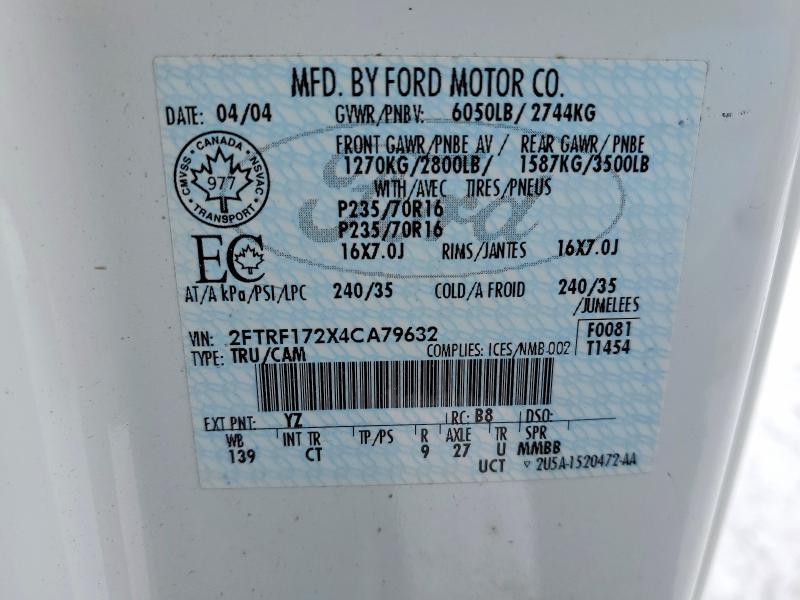 MFD. BY FORD MOTOR CO.
DATE: 04/04 GVWR/PNBV: 6050LB/ 2744KG
FRONT GAWR/PNBE AV/ REAR GAWR/PNBE
1270KG/2800LB/ 1587KG/3500LB
WITH/AVEC TIRES/PNEUS
P235/70R16
P235/70R16
16X7.0J RIMS/JANTES 16X7.0J
CANADA
CMVSS NSVAC
977
TRANSPORT
Ford
EC
AT/A kPa/PSI/LPC 240/35 COLD/A FROID 240/35
/JUMELEES
VIN: 2FTRF172X4CA79632 F0081
TYPE: TRU/CAM COMPLIES: ICES/NMB-002 T1454
EXT PNT: YZ RC: B8 DSO:
WB INT TR TP/PS R AXLE TR SPR
139 CT 9 27 U MMBB
UCT ▽ 2U5A-1520472-AA